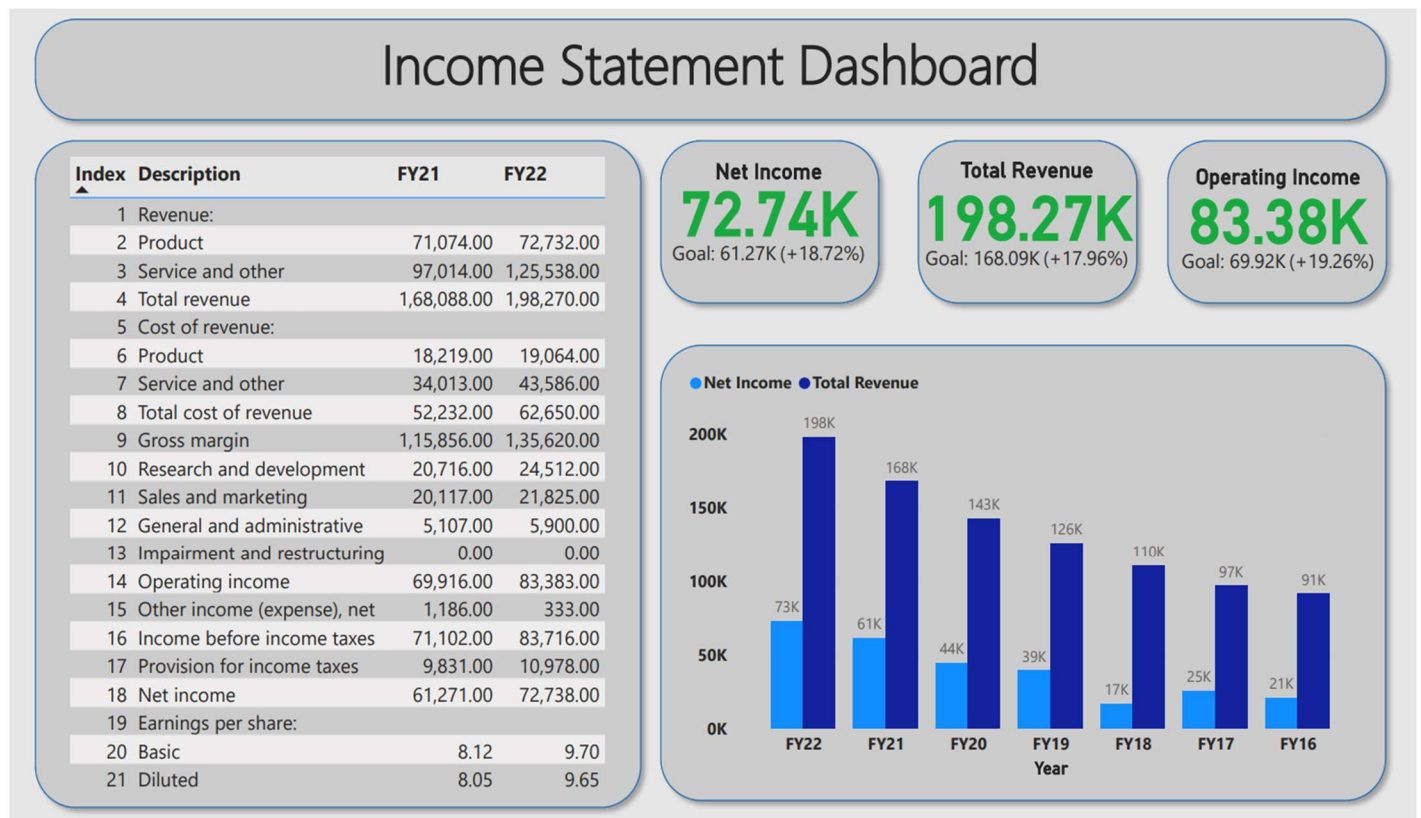 Income Statement Dashboard
Index Description FY21 FY22
1 Revenue:
2 Product 71,074.00 72,732.00
3 Service and other 97,014.00 1,25,538.00
4 Total revenue 1,68,088.00 1,98,270.00
5 Cost of revenue:
6 Product 18,219.00 19,064.00
7 Service and other 34,013.00 43,586.00
8 Total cost of revenue 52,232.00 62,650.00
9 Gross margin 1,15,856.00 1,35,620.00
10 Research and development 20,716.00 24,512.00
11 Sales and marketing 20,117.00 21,825.00
12 General and administrative 5,107.00 5,900.00
13 Impairment and restructuring 0.00 0.00
14 Operating income 69,916.00 83,383.00
15 Other income (expense), net 1,186.00 333.00
16 Income before income taxes 71,102.00 83,716.00
17 Provision for income taxes 9,831.00 10,978.00
18 Net income 61,271.00 72,738.00
19 Earnings per share:
20 Basic 8.12 9.70
21 Diluted 8.05 9.65
Net Income
72.74K
Goal: 61.27K (+18.72%)
Total Revenue
198.27K
Goal: 168.09K (+17.96%)
Operating Income
83.38K
Goal: 69.92K (+19.26%)
Net Income Total Revenue
200K
150K
100K
50K
0K
73K 198K
61K 168K
44K 143K
39K 126K
17K 110K
25K 97K
21K 91K
FY22 FY21 FY20 FY19 FY18 FY17 FY16
Year